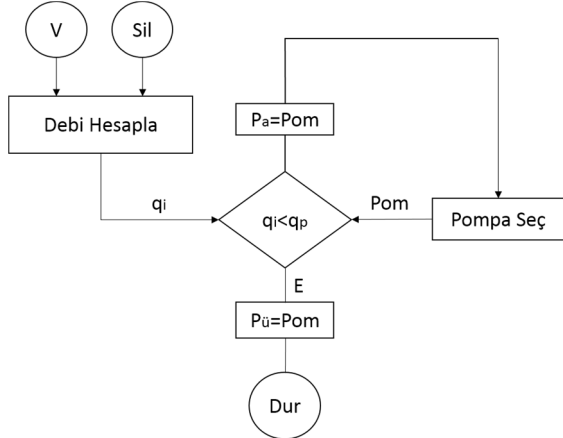 V
Sil
Debi Hesapla
Pa=Pom
qi
qi<qp
Pom
Pompa Seç
E
Pü=Pom
Dur